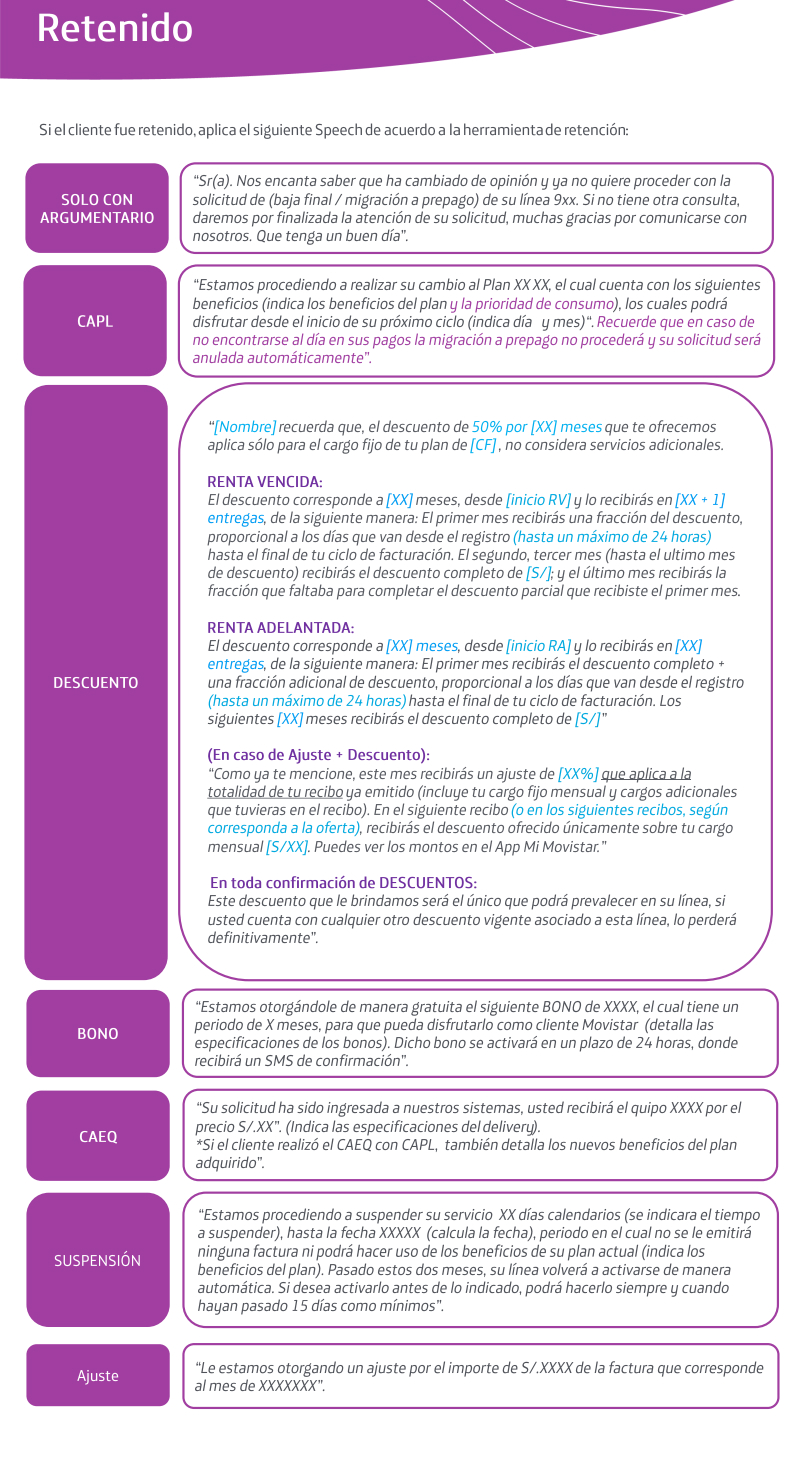 Retenido
Si el cliente fue retenido, aplica el siguiente Speech de acuerdo a la herramienta de retención:
SOLO CON
ARGUMENTARIO
“Sr(a). Nos encanta saber que ha cambiado de opinión y ya no quiere proceder con la
solicitud de (baja final / migración a prepago) de su línea 9xx. Si no tiene otra consulta,
daremos por finalizada la atención de su solicitud, muchas gracias por comunicarse con
nosotros. Que tenga un buen día”.
CAPL
“Estamos procediendo a realizar su cambio al Plan XX XX, el cual cuenta con los siguientes
beneficios (indica los beneficios del plan y la prioridad de consumo), los cuales podrá
disfrutar desde el inicio de su próximo ciclo (indica día y mes)“. Recuerde que en caso de
no encontrarse al día en sus pagos la migración a prepago no procederá y su solicitud será
anulada automáticamente”.
DESCUENTO
“[Nombre] recuerda que, el descuento de 50% por [XX] meses que te ofrecemos
aplica sólo para el cargo fijo de tu plan de [CF] , no considera servicios adicionales.
RENTA VENCIDA:
El descuento corresponde a [XX] meses, desde [inicio RV] y lo recibirás en [XX + 1]
entregas, de la siguiente manera: El primer mes recibirás una fracción del descuento,
proporcional a los días que van desde el registro (hasta un máximo de 24 horas)
hasta el final de tu ciclo de facturación. El segundo, tercer mes (hasta el ultimo mes
de descuento) recibirás el descuento completo de [S/]; y el último mes recibirás la
fracción que faltaba para completar el descuento parcial que recibiste el primer mes.
RENTA ADELANTADA:
El descuento corresponde a [XX] meses, desde [inicio RA] y lo recibirás en [XX]
entregas, de la siguiente manera: El primer mes recibirás el descuento completo +
una fracción adicional de descuento, proporcional a los días que van desde el registro
(hasta un máximo de 24 horas) hasta el final de tu ciclo de facturación. Los
siguientes [XX] meses recibirás el descuento completo de [S/]”
(En caso de Ajuste + Descuento):
“Como ya te mencione, este mes recibirás un ajuste de [XX%] que aplica a la
totalidad de tu recibo ya emitido (incluye tu cargo fijo mensual y cargos adicionales
que tuvieras en el recibo). En el siguiente recibo (o en los siguientes recibos, según
corresponda a la oferta), recibirás el descuento ofrecido únicamente sobre tu cargo
mensual [S/XX]. Puedes ver los montos en el App Mi Movistar.”
En toda confirmación de DESCUENTOS:
Este descuento que le brindamos será el único que podrá prevalecer en su línea, si
usted cuenta con cualquier otro descuento vigente asociado a esta línea, lo perderá
definitivamente”.
BONO
“Estamos otorgándole de manera gratuita el siguiente BONO de XXXX, el cual tiene un
periodo de X meses, para que pueda disfrutarlo como cliente Movistar (detalla las
especificaciones de los bonos). Dicho bono se activará en un plazo de 24 horas, donde
recibirá un SMS de confirmación”.
CAEQ
“Su solicitud ha sido ingresada a nuestros sistemas, usted recibirá el quipo XXXX por el
precio S/.XX”. (Indica las especificaciones del delivery).
*Si el cliente realizó el CAEQ con CAPL, también detalla los nuevos beneficios del plan
adquirido”.
SUSPENSIÓN
“Estamos procediendo a suspender su servicio XX días calendarios (se indicara el tiempo
a suspender), hasta la fecha XXXXX (calcula la fecha), periodo en el cual no se le emitirá
ninguna factura ni podrá hacer uso de los beneficios de su plan actual (indica los
beneficios del plan). Pasado estos dos meses, su línea volverá a activarse de manera
automática. Si desea activarlo antes de lo indicado, podrá hacerlo siempre y cuando
hayan pasado 15 días como mínimos”.
Ajuste
“Le estamos otorgando un ajuste por el importe de S/.XXXX de la factura que corresponde
al mes de XXXXXXX”.